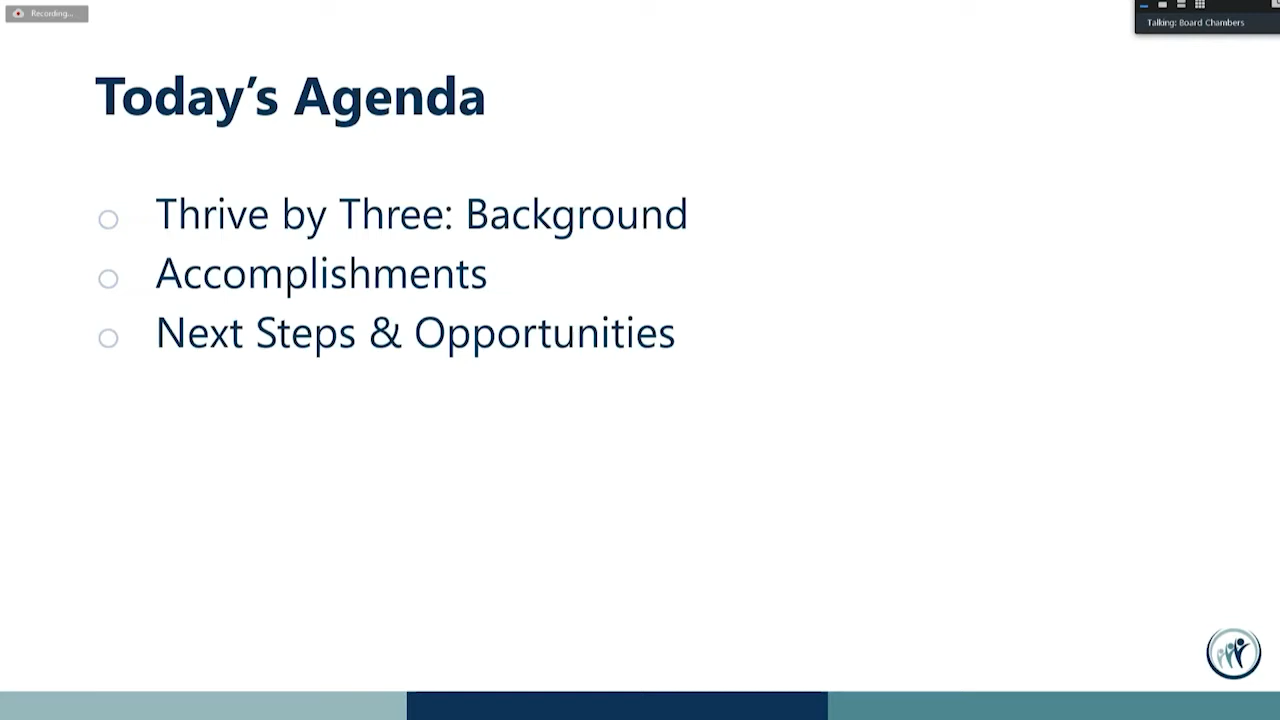 Recording...
Talking: Board Chambers
Today’s Agenda
Thrive by Three: Background
Accomplishments
Next Steps & Opportunities